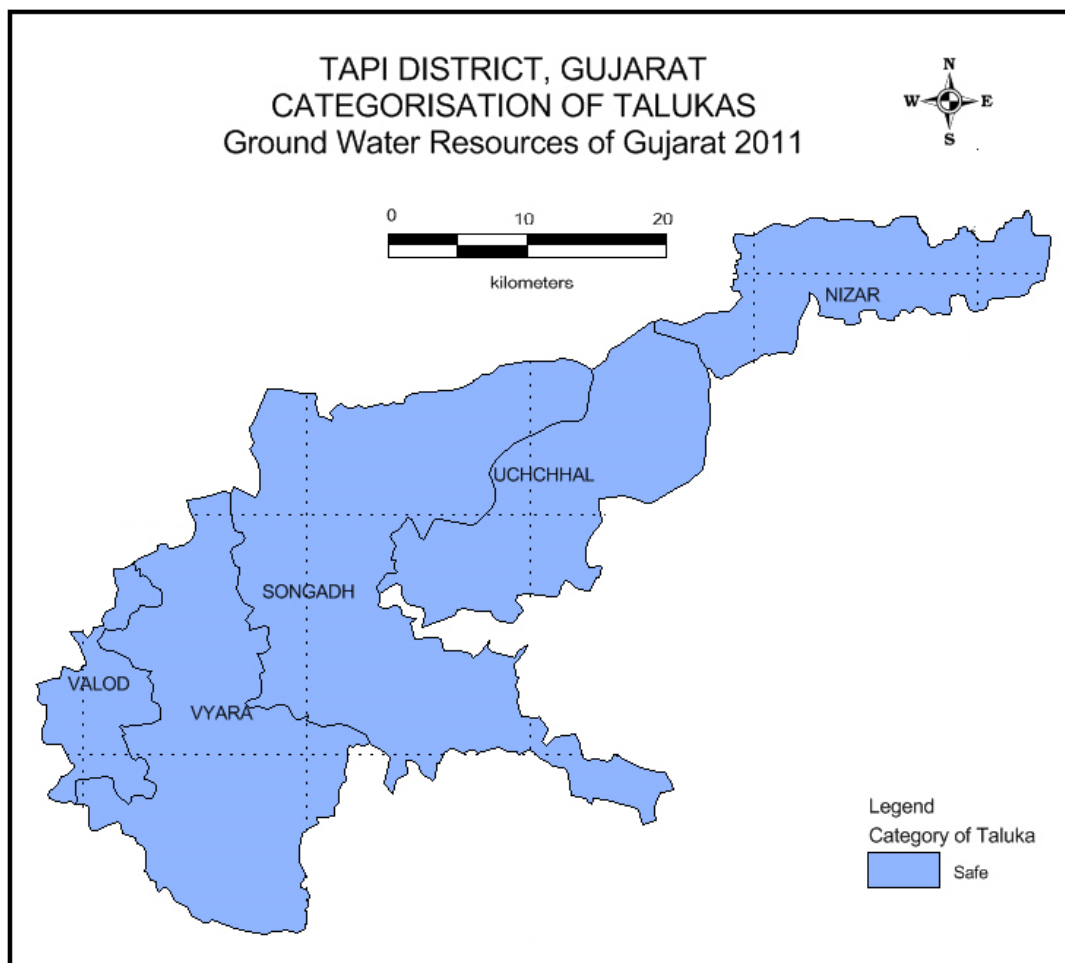 TAPI DISTRICT, GUJARAT
CATEGORISATION OF TALUKAS
Ground Water Resources of Gujarat 2011
N
W E
S
0 10 20
kilometers
NIZAR
UCHCHHAL
SONGADH
VALOD
VYARA
Legend
Category of Taluka
Safe